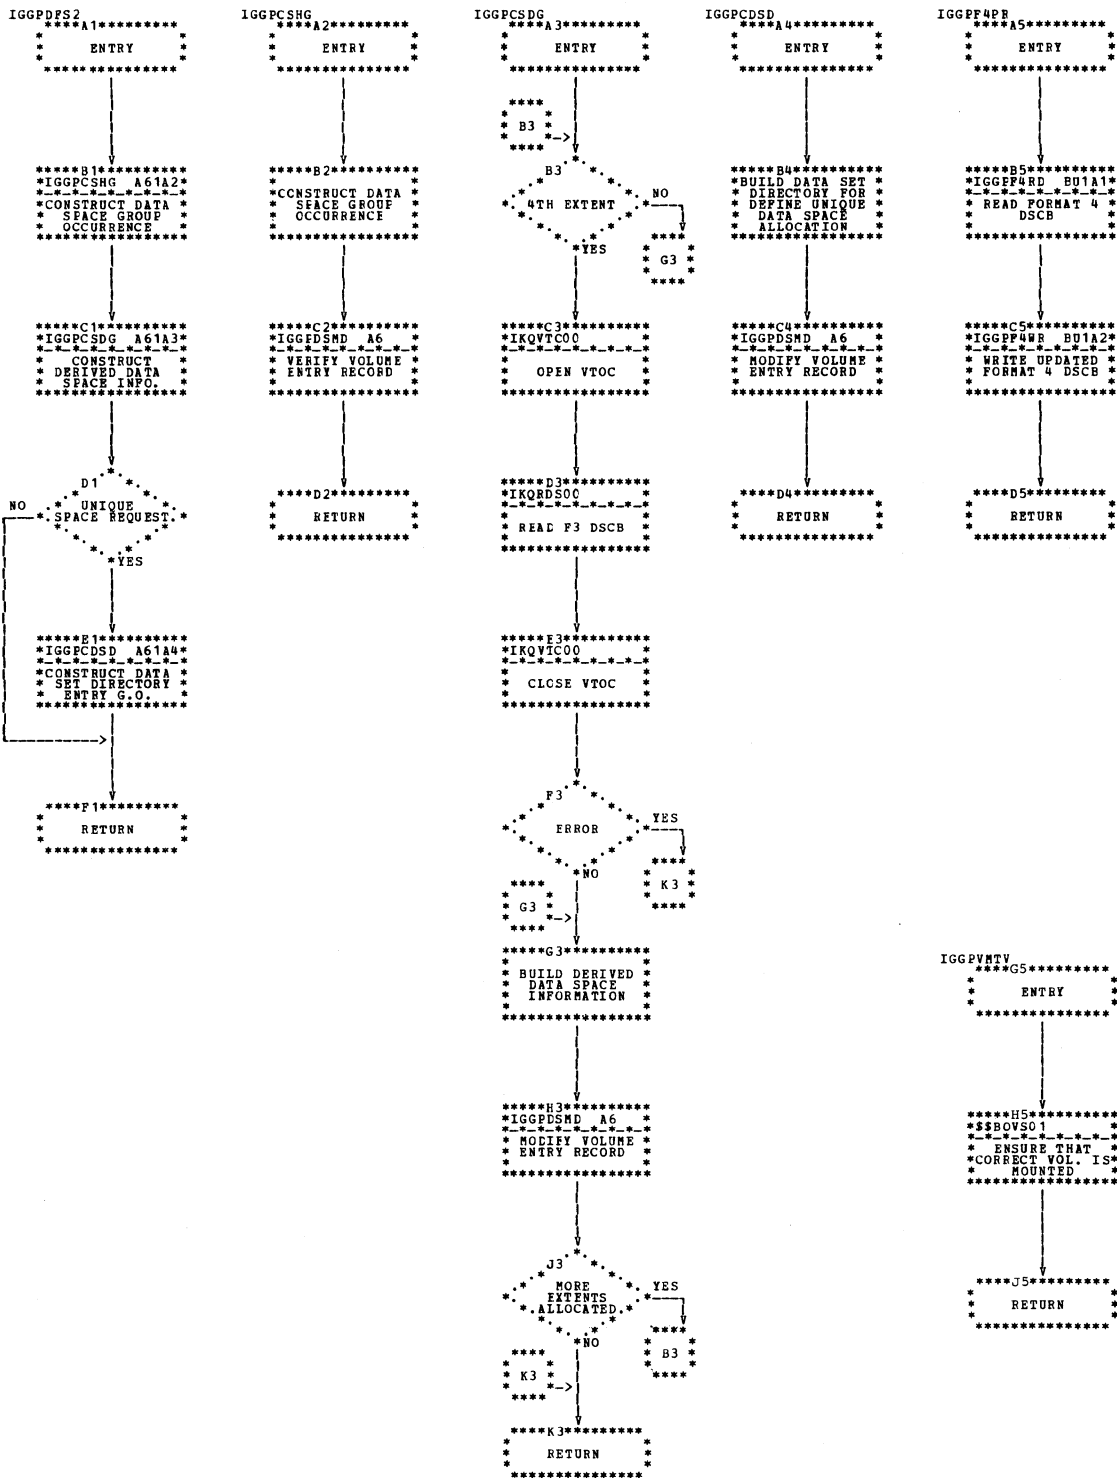 IGGPDFS2
A1
ENTRY
B1
IGGPCSHG A61A2
CONSTRUCT DATA
SPACE GROUP
OCCURRENCE
C1
IGGPCSDG A61A3
CONSTRUCT
DERIVED DATA
SPACE INFO.
D1
UNIQUE
SPACE REQUEST
NO
YES
E1
IGGPCDSD A61A4
CONSTRUCT DATA
SET DIRECTORY
ENTRY G.O.
F1
RETURN
IGGPCSHG
A2
ENTRY
B2
CCNSTRUCT DATA
SPACE GROUP
OCCURRENCE
C2
IGGPDSMD A6
VERIFY VOLUME
ENTRY RECORD
D2
RETURN
IGGPCSDG
A3
ENTRY
B3
B3
4TH EXTENT
NO
G3
YES
C3
IKQVTC00
OPEN VTOC
D3
IKQRDS00
READ F3 DSCB
E3
IKQVTC00
CLOSE VTOC
F3
ERROR
YES
K3
NO
G3
G3
BUILD DERIVED
DATA SPACE
INFORMATION
H3
IGGPDSMD A6
MODIFY VOLUME
ENTRY RECORD
J3
MORE
EXTENTS
ALLOCATED
YES
B3
NO
K3
K3
RETURN
IGGPCDSD
A4
ENTRY
B4
BUILD DATA SET
DIRECTORY FOR
DEFINE UNIQUE
DATA SPACE
ALLOCATION
C4
IGGPDSMD A6
MODIFY VOLUME
ENTRY RECORD
D4
RETURN
IGGPF4PR
A5
ENTRY
B5
IGGPF4RD BU1A1
READ FORMAT 4
DSCB
C5
IGGPF4WR BU1A2
WRITE UPDATED
FORMAT 4 DSCB
D5
RETURN
IGGPVMTV
G5
ENTRY
H5
$$BOVS01
ENSURE THAT
CORRECT VOL. IS
MOUNTED
J5
RETURN